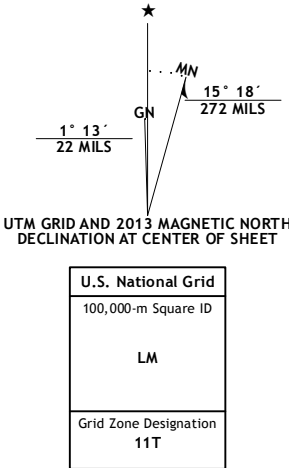 ★
MN
15° 18´
272 MILS
GN
1° 13´
22 MILS
UTM GRID AND 2013 MAGNETIC NORTH
DECLINATION AT CENTER OF SHEET
U.S. National Grid
100,000-m Square ID
LM
Grid Zone Designation
11T